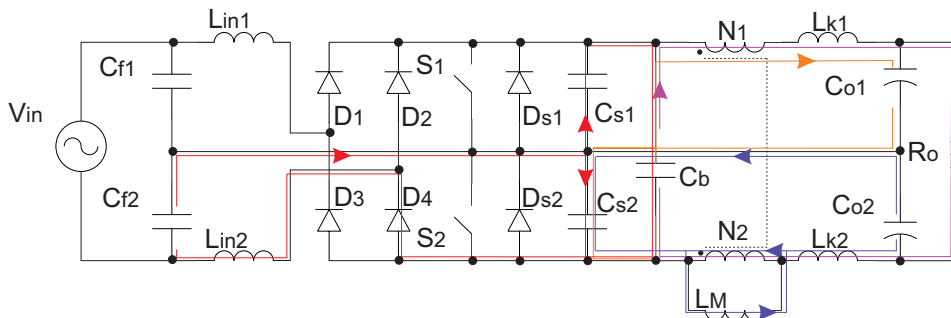 Lin1 N1 Lk1
Cf1 S1 Co1
Vin D1 D2 Ds1 Cs1 Ro
Cf2 D3 D4 Ds2 Cs2 Cb Co2
Lin2 S2 N2 Lk2
LM